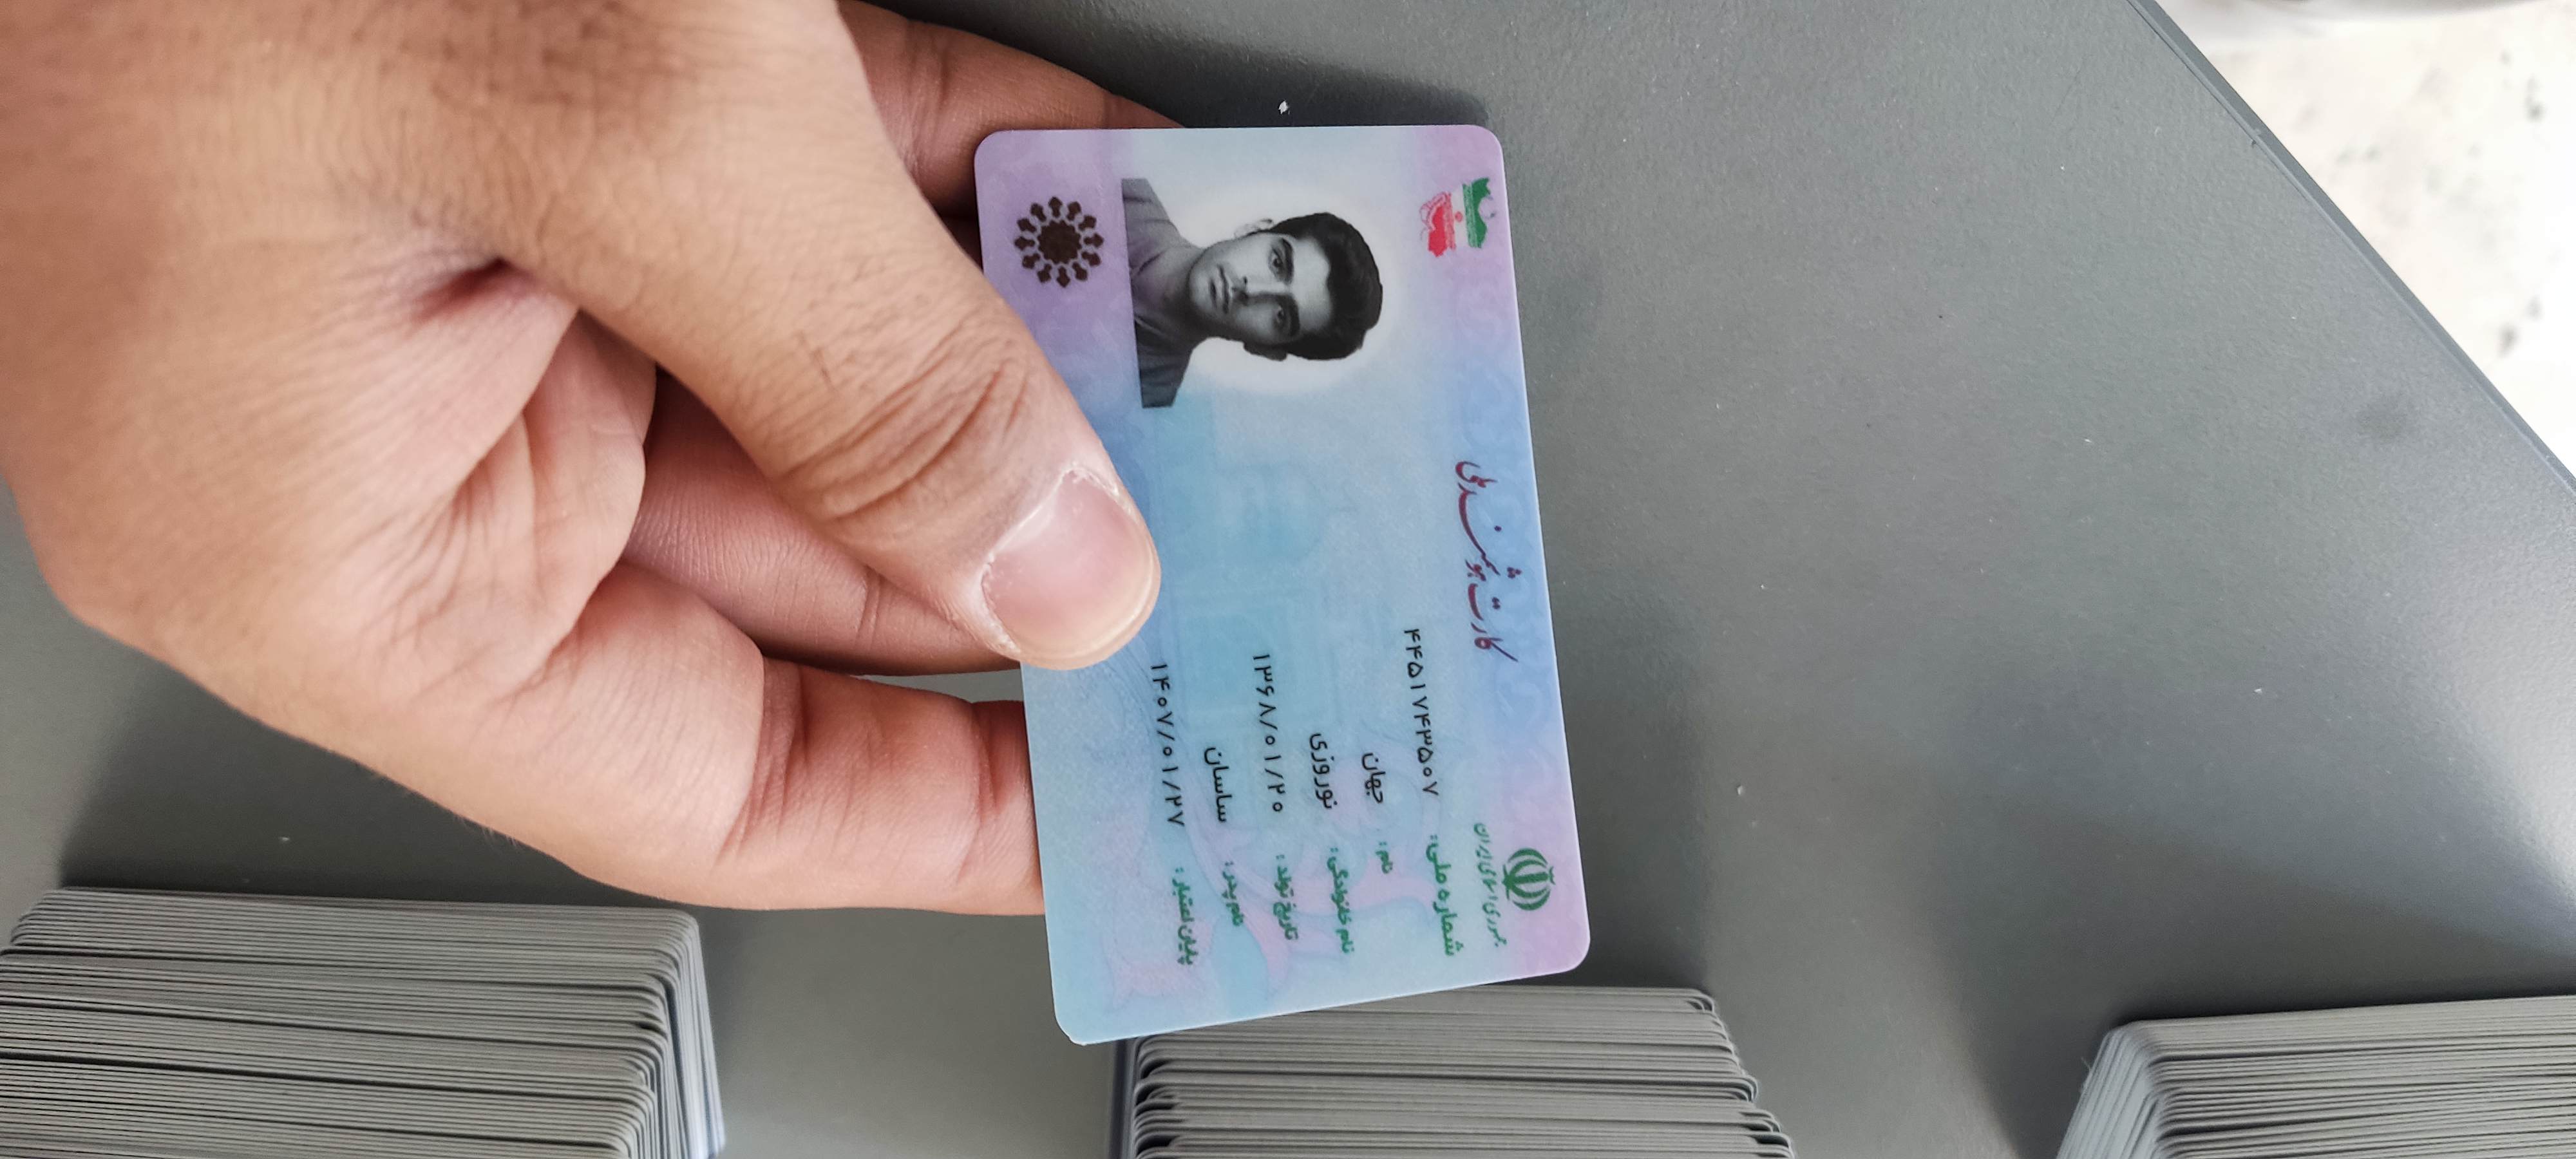 جمهوری اسلامی ایران
کارت هوشمند ملی
شماره ملی: ۴۴۵۱۷۴۳۵۰۷
نام: جهان
نام خانوادگی: نوروزی
تاریخ تولد: ۱۳۶۸/۰۱/۲۰
نام پدر: ساسان
پایان اعتبار: ۱۴۰۷/۰۱/۲۷